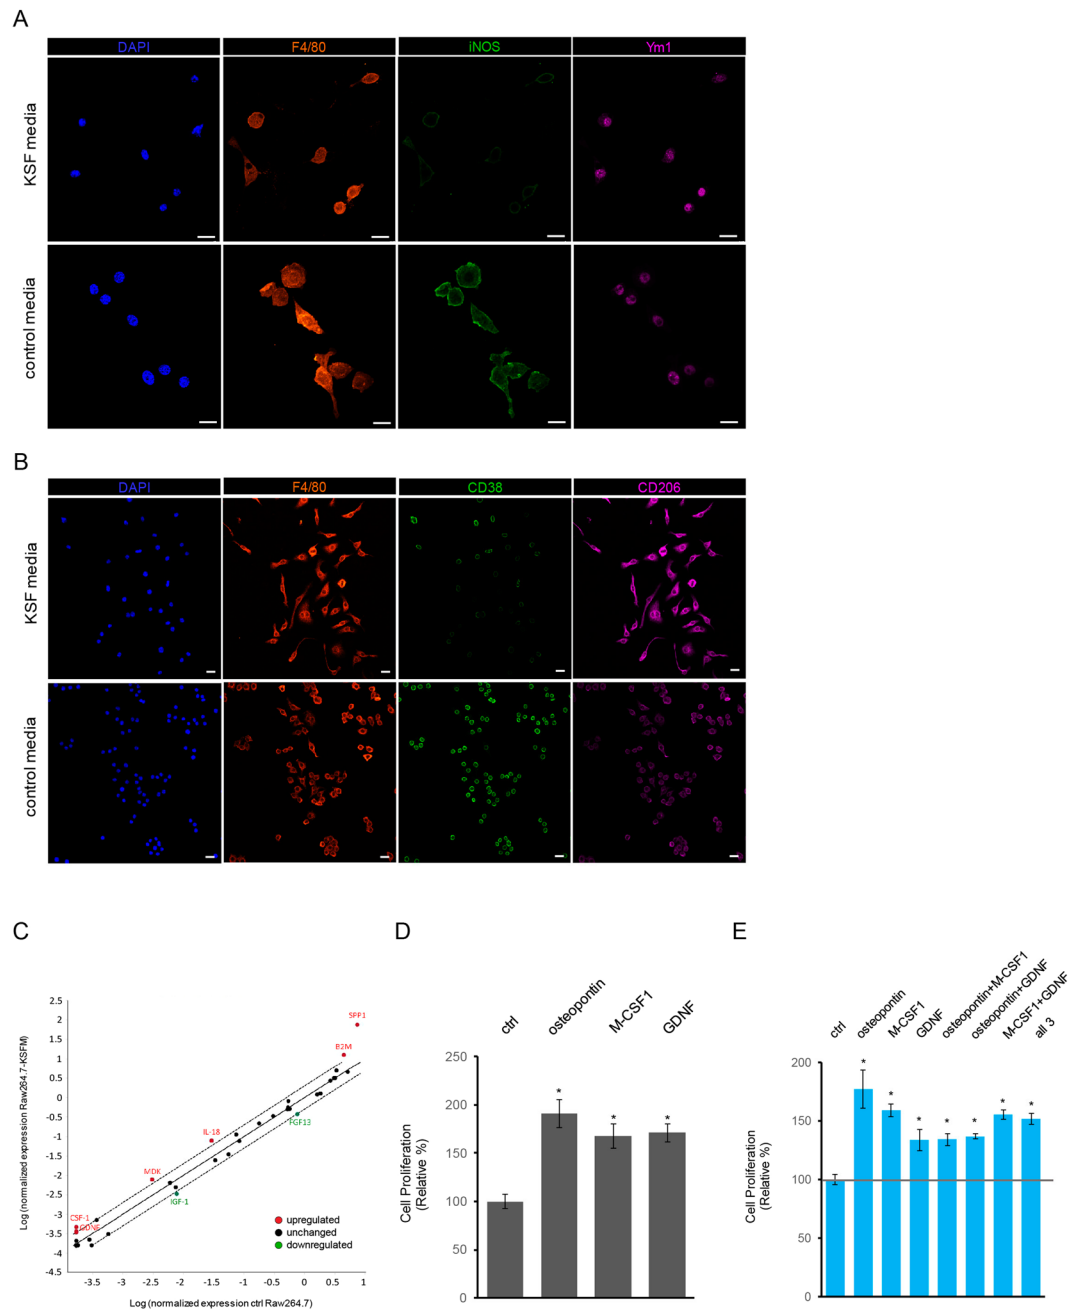 A
DAPI F4/80 iNOS Ym1
KSF media
control media
B
DAPI F4/80 CD38 CD206
KSF media
control media
C
Log (normalized expression Raw264.7-KSFM)
2.5
2
1.5
1
0.5
0
-0.5
-1
-1.5
-2
-2.5
-3
-3.5
-4
-4.5
SPP1
B2M
FGF13
IL-18
MDK
IGF-1
CSF-1
GDNF
upregulated
unchanged
downregulated
-3.5 -2.5 -1.5 -0.5 0 0.5 1
Log (normalized expression ctrl Raw264.7)
D
ctrl osteopontin M-CSF1 GDNF
Cell Proliferation
(Relative %)
250
200
150
100
50
0
* * *
E
ctrl osteopontin M-CSF1 GDNF osteopontin+M-CSF1 osteopontin+GDNF M-CSF1+GDNF all 3
Cell Proliferation
(Relative %)
200
150
100
50
0
* * * * * * *